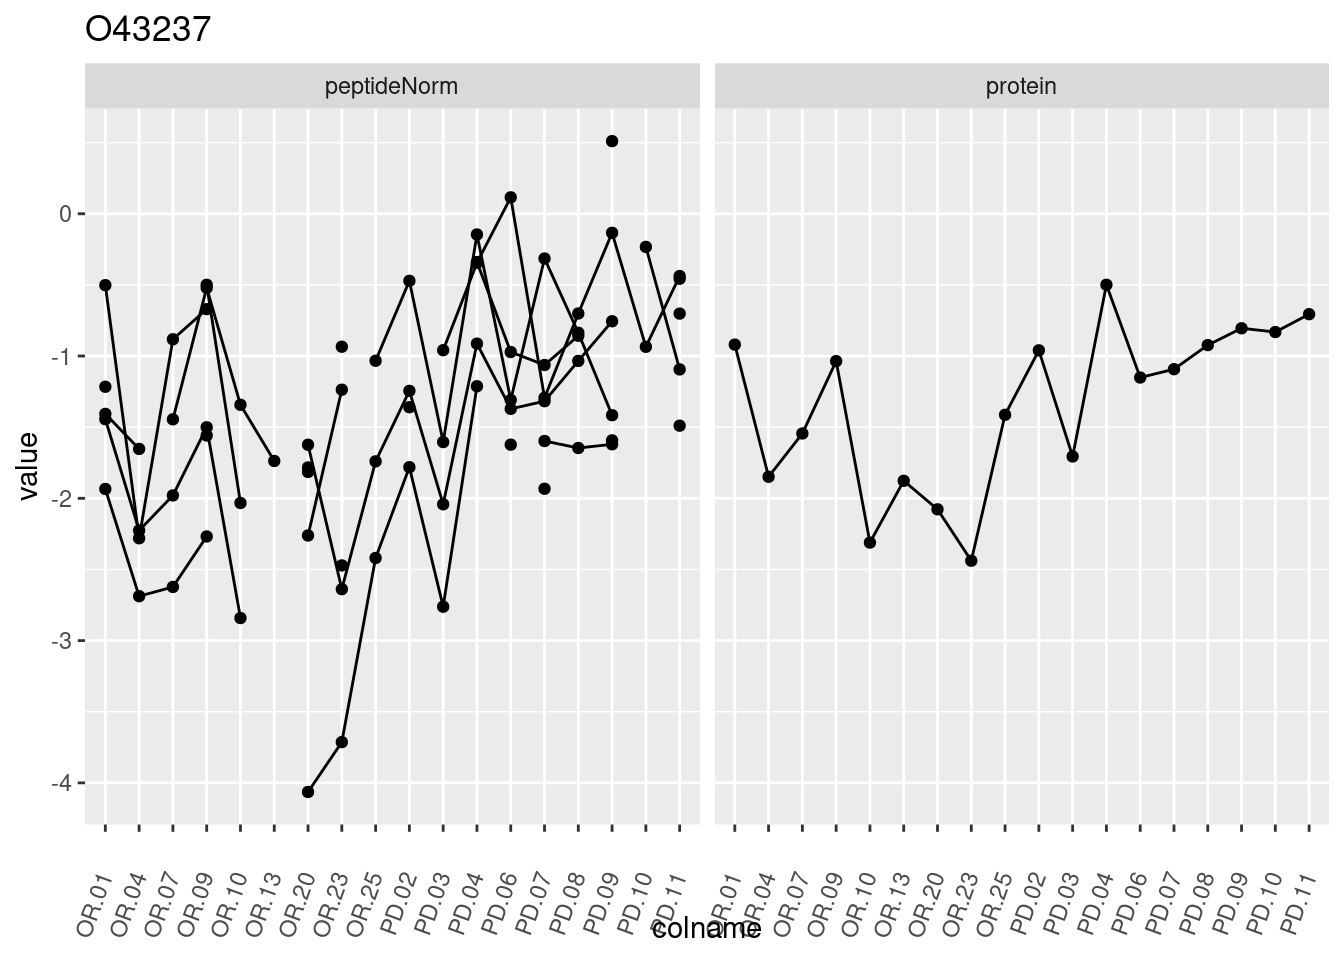 O43237
peptideNorm protein
0
-1
-2
-3
-4
value
OR.01 OR.04 OR.07 OR.09 OR.10 OR.13 OR.20 OR.23 OR.25 PD.02 PD.03 PD.04 PD.06 PD.07 PD.08 PD.09 PD.10 PD.11 OR.01 OR.04 OR.07 OR.09 OR.10 OR.13 OR.20 OR.23 OR.25 PD.02 PD.03 PD.04 PD.06 PD.07 PD.08 PD.09 PD.10 PD.11
colname